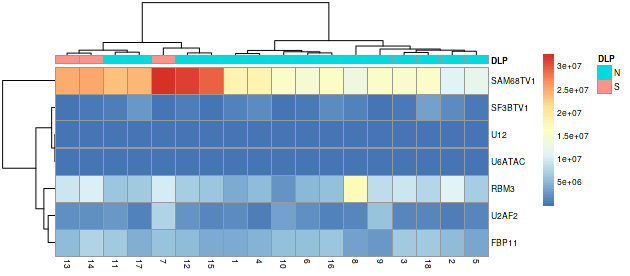 DLP
SAM68TV1
SF3BTV1
U12
U6ATAC
RBM3
U2AF2
FBP11
13 14 11 17 7 12 15 1 4 10 6 16 8 9 3 18 2 5
3e+07
2.5e+07
2e+07
1.5e+07
1e+07
5e+06
DLP
N
S